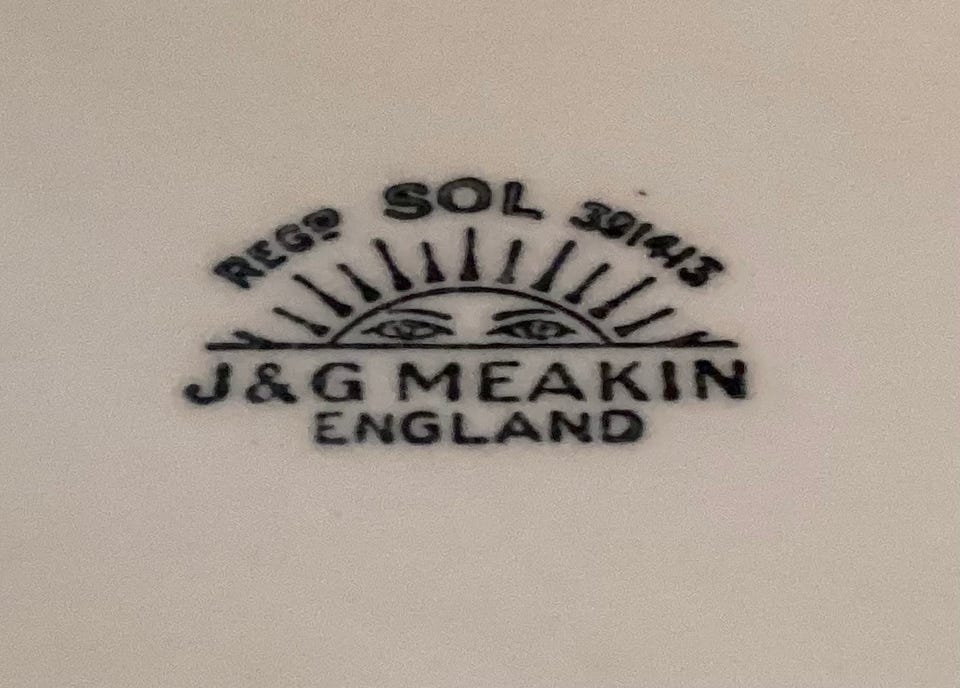 REGD SOL 391413
J&G MEAKIN
ENGLAND